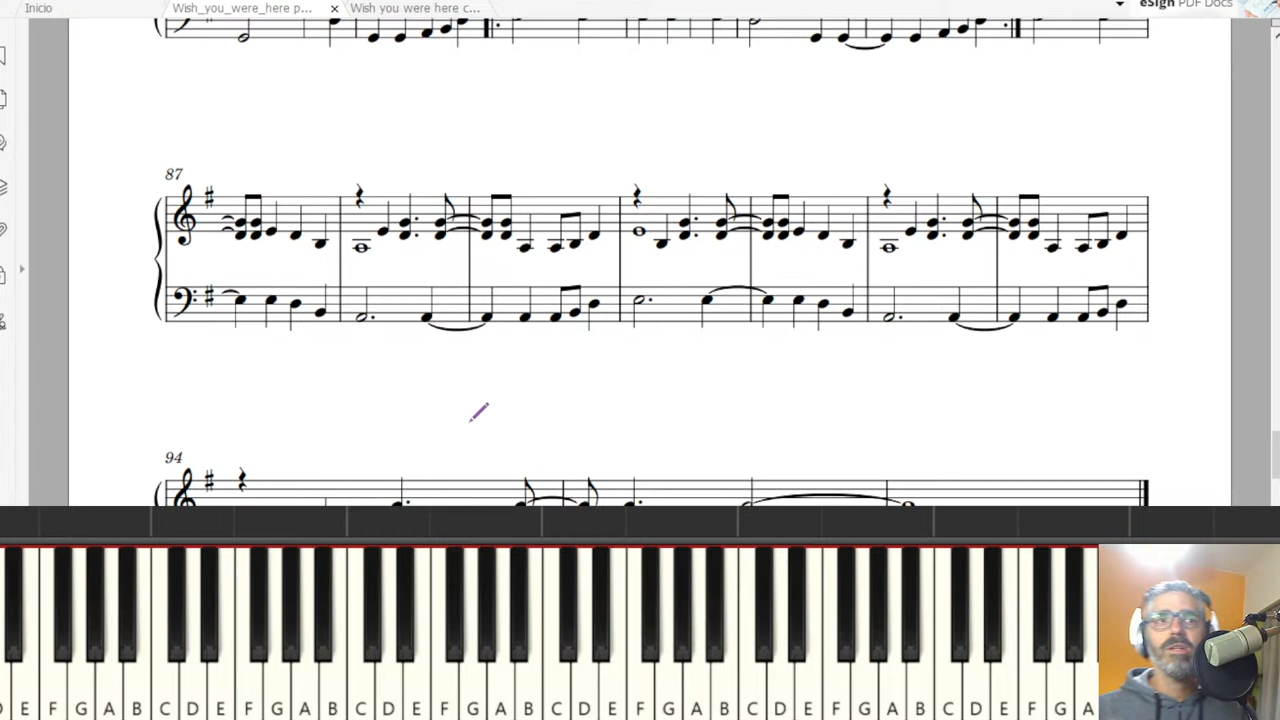 Inicio
Wish_you_were_here p...
Wish you were here c...
eSign PDF Docs
87
94
D E F G A B C D E F G A B C D E F G A B C D E F G A B C D E F G A B C D E F G A